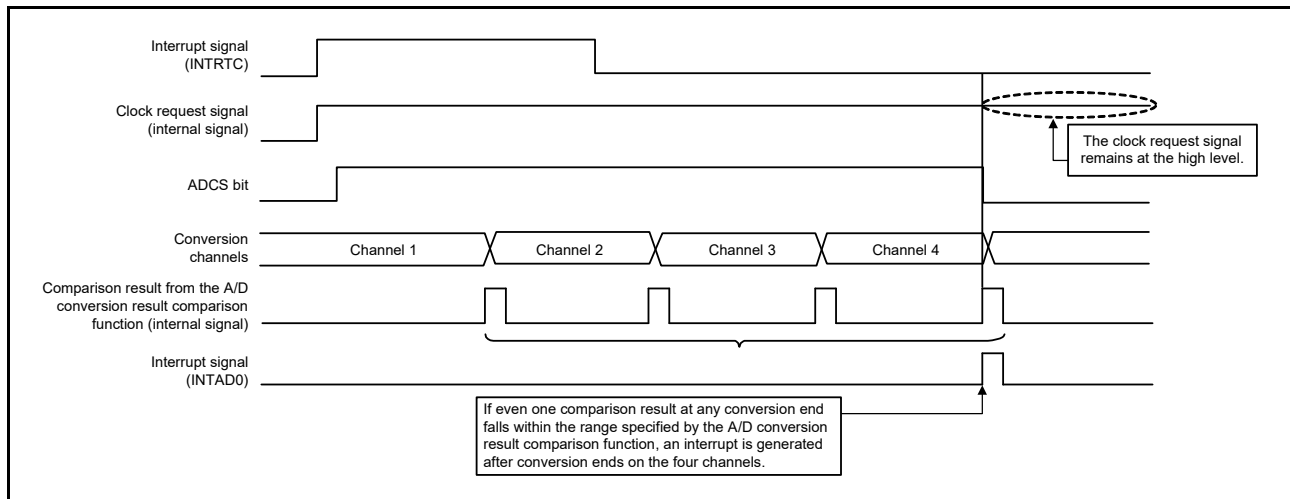 Interrupt signal
(INTRTC)
Clock request signal
(internal signal)
The clock request signal
remains at the high level.
ADCS bit
Conversion
channels
Channel 1
Channel 2
Channel 3
Channel 4
Comparison result from the A/D
conversion result comparison
function (internal signal)
Interrupt signal
(INTAD0)
If even one comparison result at any conversion end
falls within the range specified by the A/D conversion
result comparison function, an interrupt is generated
after conversion ends on the four channels.